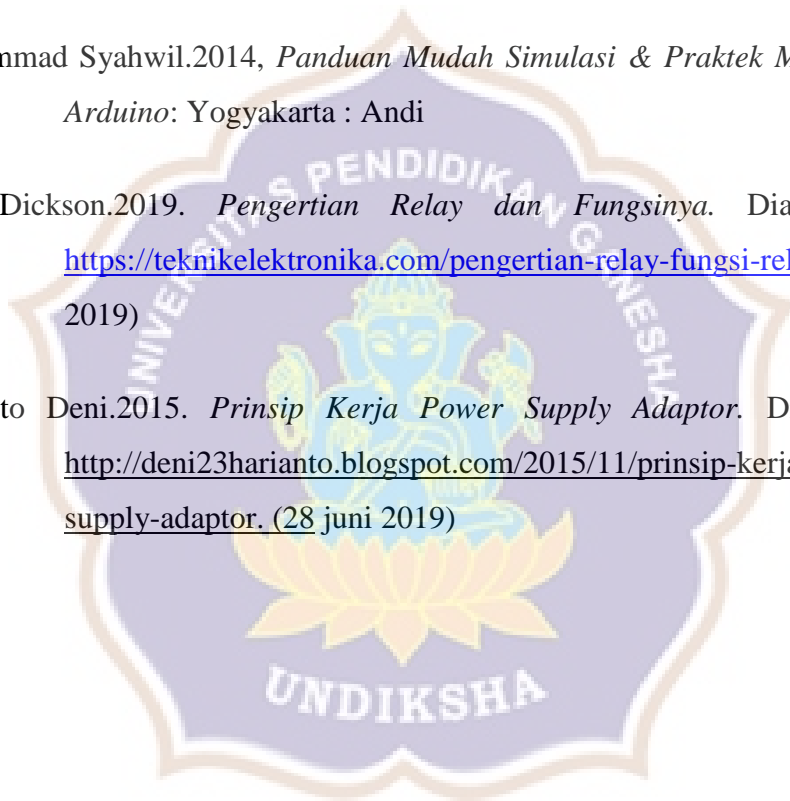 mmad Syahwil.2014, Panduan Mudah Simulasi & Praktek M
Arduino: Yogyakarta : Andi
Dickson.2019. Pengertian Relay dan Fungsinya. Dia
https://teknikelektronika.com/pengertian-relay-fungsi-rel
2019)
to Deni.2015. Prinsip Kerja Power Supply Adaptor. D
http://deni23harianto.blogspot.com/2015/11/prinsip-kerja
supply-adaptor. (28 juni 2019)
UNIVERSITAS PENDIDIKAN GANESHA
UNDIKSHA